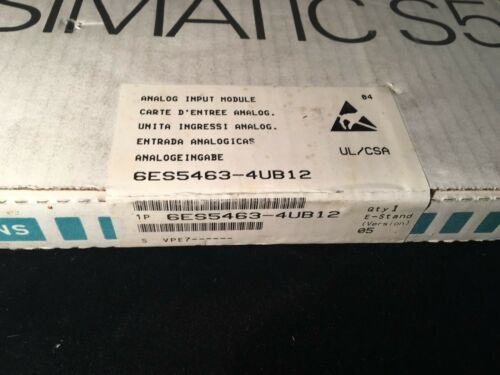 SIMATIC S5
ANALOG INPUT MODULE
CARTE D'ENTREE ANALOG.
UNITA INGRESSI ANALOG.
ENTRADA ANALOGICAS
ANALOGEINGABE
6ES5463-4UB12
04
UL/CSA
1P 6ES5463-4UB12
S VPE7------
Qty 1
E-Stand
(Version)
05
NS